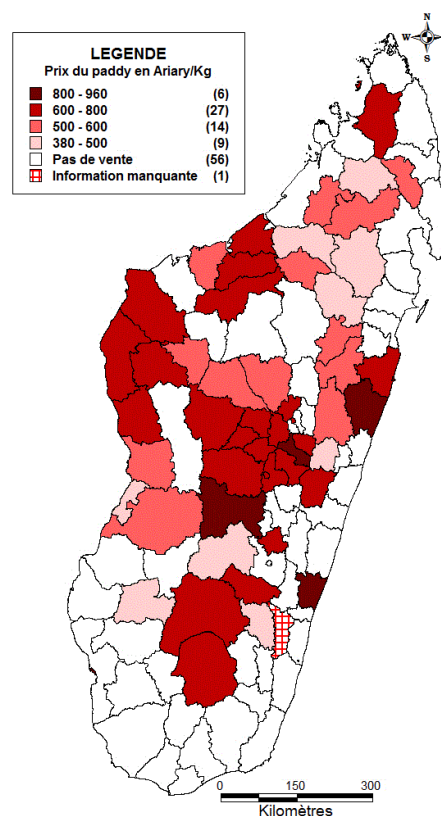 N
W
E
S
LEGENDE
Prix du paddy en Ariary/Kg
800 - 960 (6)
600 - 800 (27)
500 - 600 (14)
380 - 500 (9)
Pas de vente (56)
Information manquante (1)
0 150 300
Kilomètres